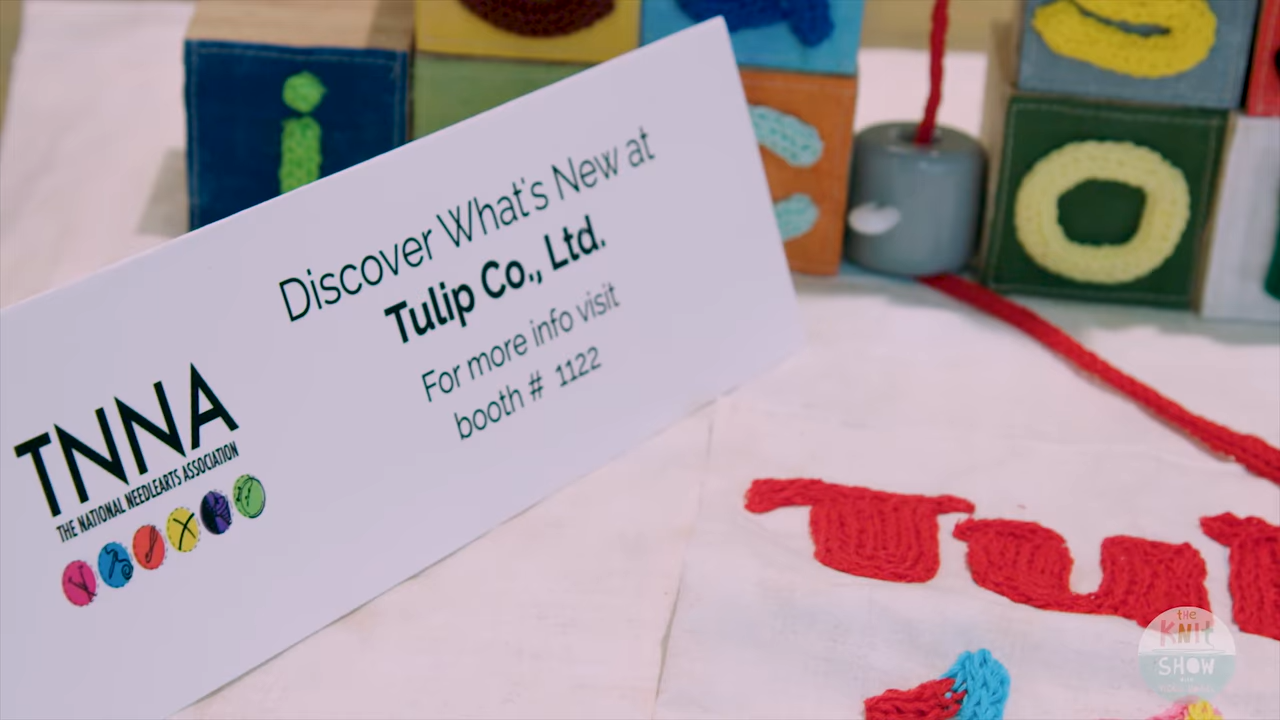 Discover What's New at
Tulip Co., Ltd.
For more info visit
booth # 1122
TNNA
THE NATIONAL NEEDLEARTS ASSOCIATION
i
o
Tu
the
KNIT
SHOW